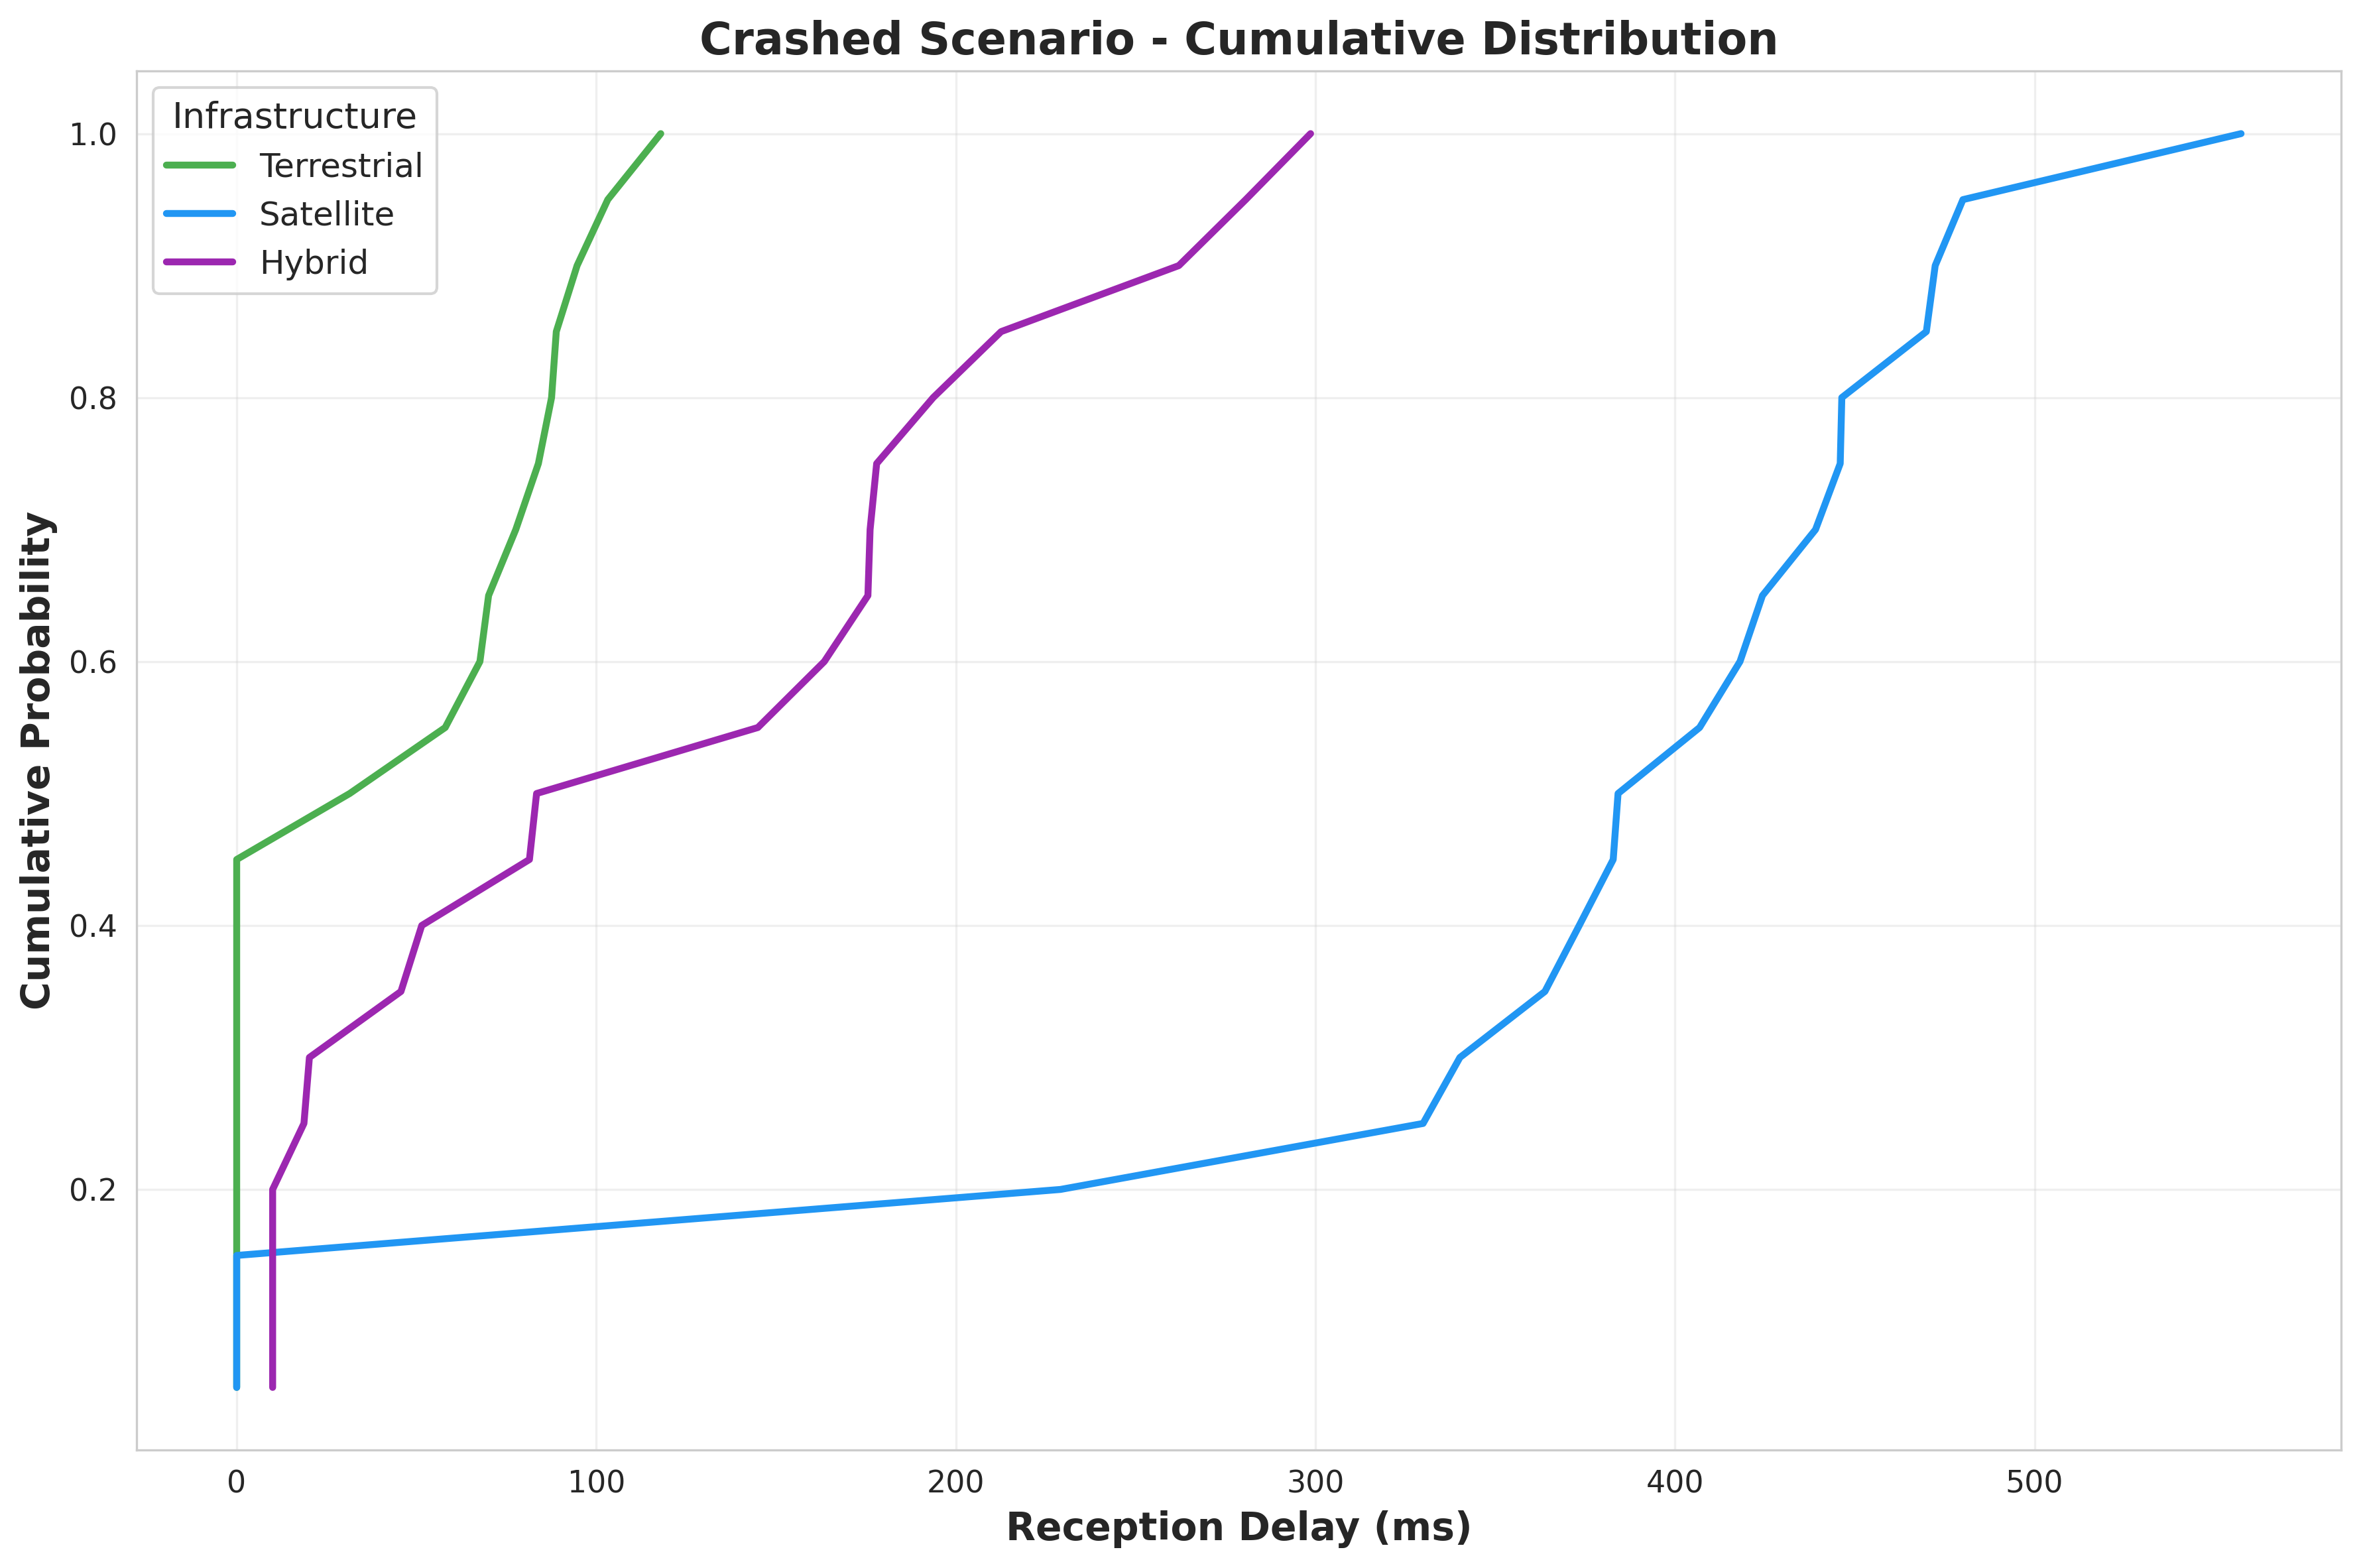 Crashed Scenario - Cumulative Distribution
Infrastructure
Terrestrial
Satellite
Hybrid
Cumulative Probability
1.0
0.8
0.6
0.4
0.2
0 100 200 300 400 500
Reception Delay (ms)